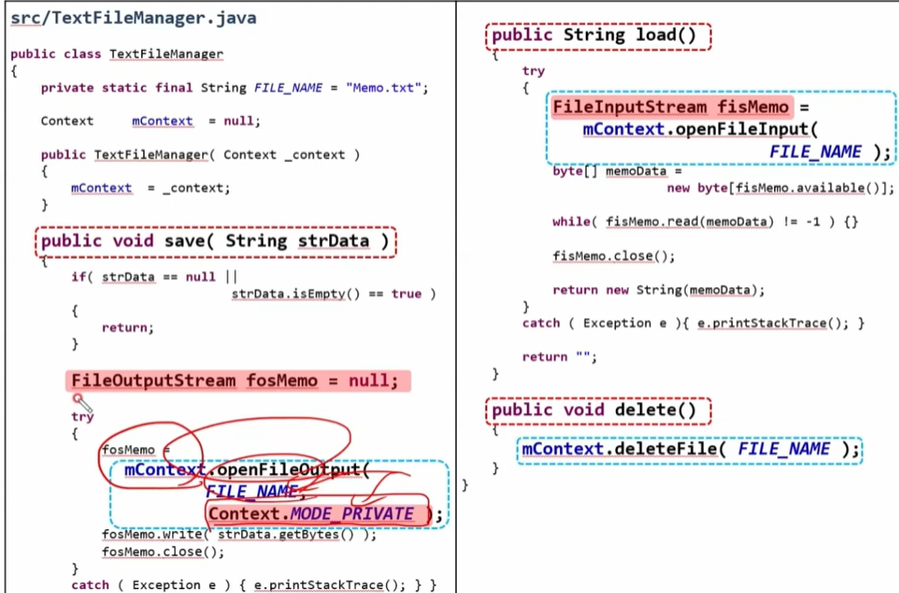 src/TextFileManager.java
public class TextFileManager
{
private static final String FILE_NAME = "Memo.txt";
Context mContext = null;
public TextFileManager( Context _context )
{
mContext = _context;
}
public void save( String strData )
{
if( strData == null ||
strData.isEmpty() == true )
{
return;
}
FileOutputStream fosMemo = null;
try
{
fosMemo =
mContext.openFileOutput(
FILE_NAME,
Context.MODE_PRIVATE );
fosMemo.write( strData.getBytes() );
fosMemo.close();
}
catch ( Exception e ) { e.printStackTrace(); } }
public String load()
{
try
{
FileInputStream fisMemo =
mContext.openFileInput(
FILE_NAME );
byte[] memoData =
new byte[fisMemo.available()];
while( fisMemo.read(memoData) != -1 ) {}
fisMemo.close();
return new String(memoData);
}
catch ( Exception e ){ e.printStackTrace(); }
return "";
}
public void delete()
{
mContext.deleteFile( FILE_NAME );
}
}